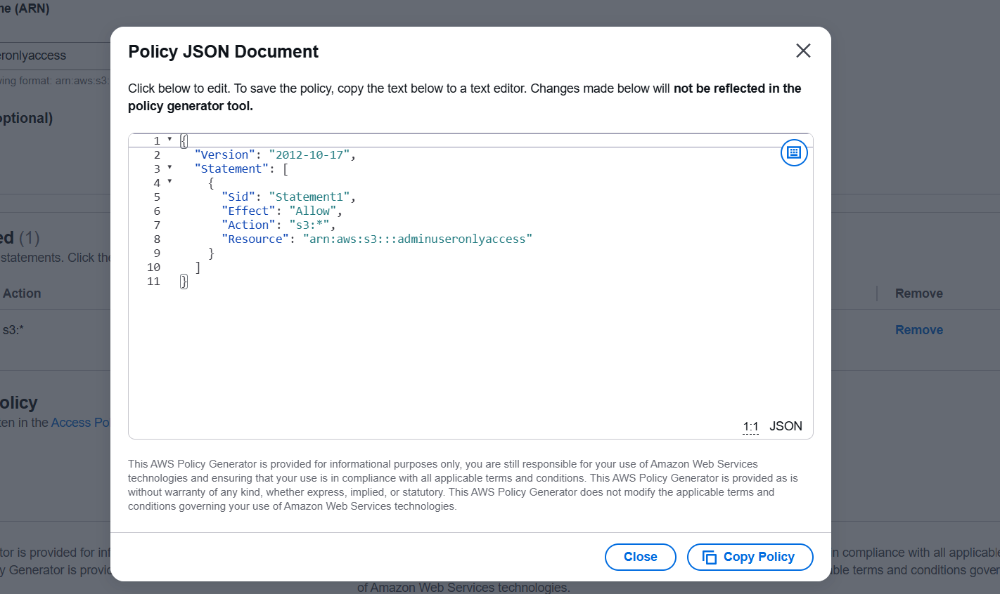 me (ARN)
eronlyaccess
ving format: arn:aws:s3:
optional)
ed (1)
statements. Click the
Action
s3:*
olicy
ten in the Access Po
tor is provided for inf
y Generator is provid
Policy JSON Document
Click below to edit. To save the policy, copy the text below to a text editor. Changes made below will not be reflected in the
policy generator tool.
1 {
2 "Version": "2012-10-17",
3 "Statement": [
4 {
5 "Sid": "Statement1",
6 "Effect": "Allow",
7 "Action": "s3:*",
8 "Resource": "arn:aws:s3:::adminuseronlyaccess"
9 }
10 ]
11 }
1:1 JSON
This AWS Policy Generator is provided for informational purposes only, you are still responsible for your use of Amazon Web Services
technologies and ensuring that your use is in compliance with all applicable terms and conditions. This AWS Policy Generator is provided as is
without warranty of any kind, whether express, implied, or statutory. This AWS Policy Generator does not modify the applicable terms and
conditions governing your use of Amazon Web Services technologies.
Close Copy Policy
Remove
Remove
n compliance with all applicable
ble terms and conditions gover
of Amazon Web Services technologies.